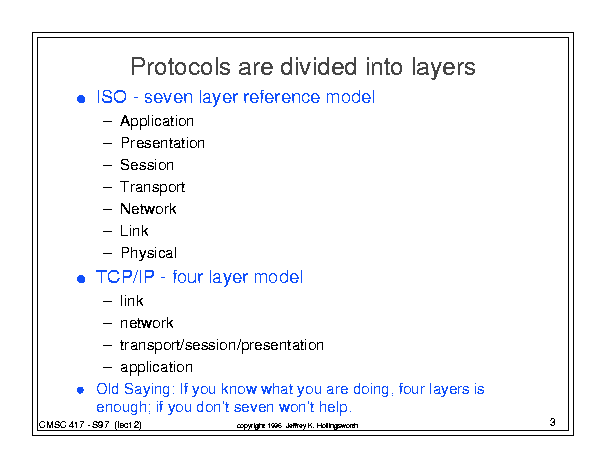 Protocols are divided into layers
● ISO - seven layer reference model
– Application
– Presentation
– Session
– Transport
– Network
– Link
– Physical
● TCP/IP - four layer model
– link
– network
– transport/session/presentation
– application
● Old Saying: If you know what you are doing, four layers is
enough; if you don't seven won't help.
CMSC 417 - S97 (lect 2)
copyright 1996 Jeffrey K. Hollingsworth
3